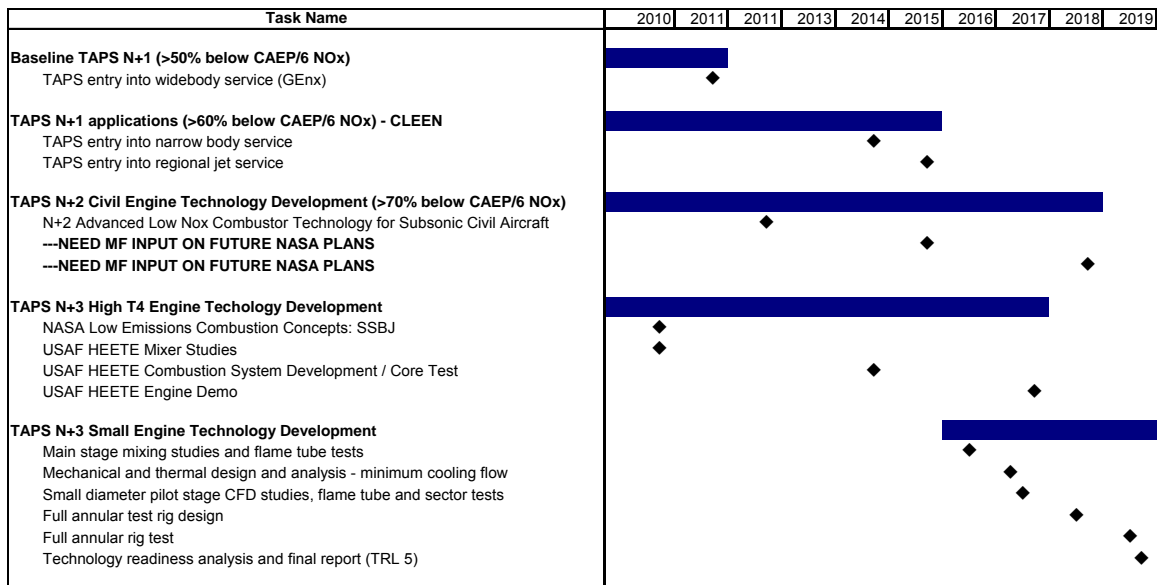 Task Name 2010 2011 2011 2013 2014 2015 2016 2017 2018 2019
Baseline TAPS N+1 (>50% below CAEP/6 NOx)
TAPS entry into widebody service (GEnx)
TAPS N+1 applications (>60% below CAEP/6 NOx) - CLEEN
TAPS entry into narrow body service
TAPS entry into regional jet service
TAPS N+2 Civil Engine Technology Development (>70% below CAEP/6 NOx)
N+2 Advanced Low Nox Combustor Technology for Subsonic Civil Aircraft
---NEED MF INPUT ON FUTURE NASA PLANS
---NEED MF INPUT ON FUTURE NASA PLANS
TAPS N+3 High T4 Engine Techology Development
NASA Low Emissions Combustion Concepts: SSBJ
USAF HEETE Mixer Studies
USAF HEETE Combustion System Development / Core Test
USAF HEETE Engine Demo
TAPS N+3 Small Engine Technology Development
Main stage mixing studies and flame tube tests
Mechanical and thermal design and analysis - minimum cooling flow
Small diameter pilot stage CFD studies, flame tube and sector tests
Full annular test rig design
Full annular rig test
Technology readiness analysis and final report (TRL 5)